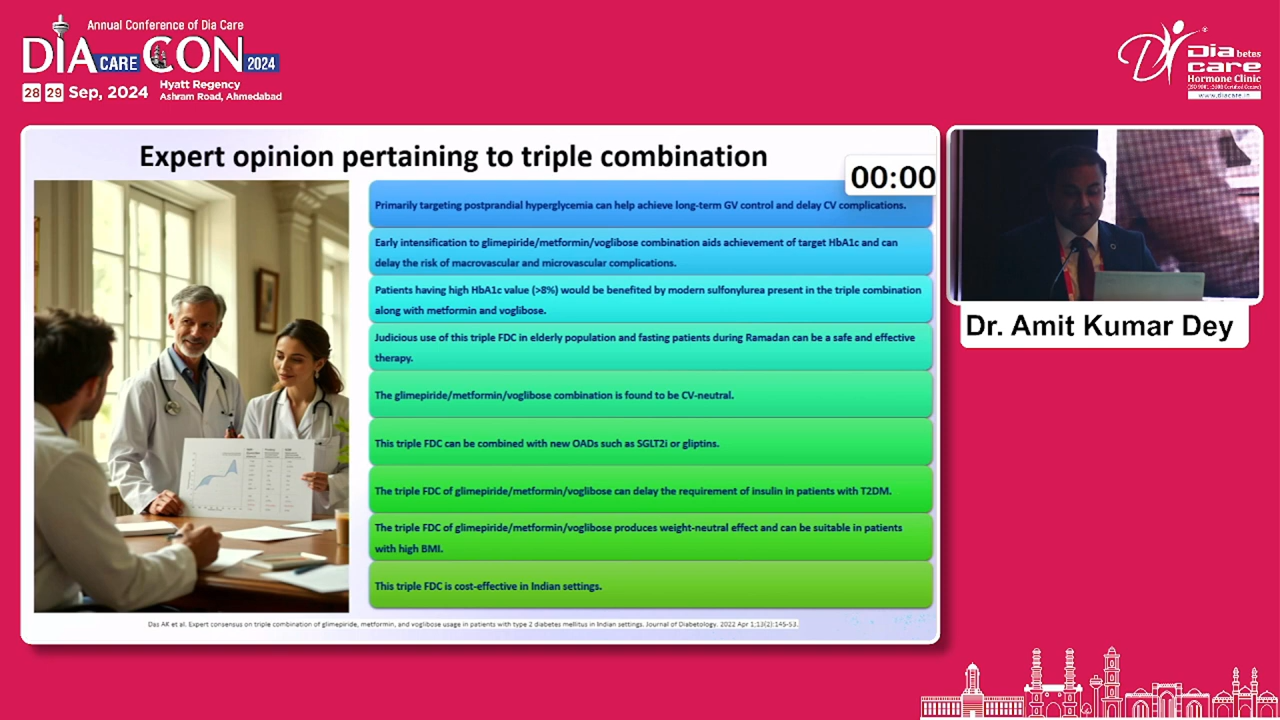 Annual Conference of Dia Care
DIA CARE CON 2024
28 29 Sep, 2024
Hyatt Regency
Ashram Road, Ahmedabad
Diabetes
care
Hormone Clinic
(ISO 9001:2008 Certified Centre)
www.diacare.in
Expert opinion pertaining to triple combination
00:00
Primarily targeting postprandial hyperglycemia can help achieve long-term GV control and delay CV complications.
Early intensification to glimepiride/metformin/voglibose combination aids achievement of target HbA1c and can
delay the risk of macrovascular and microvascular complications.
Patients having high HbA1c value (>8%) would be benefited by modern sulfonylurea present in the triple combination
along with metformin and voglibose.
Judicious use of this triple FDC in elderly population and fasting patients during Ramadan can be a safe and effective
therapy.
The glimepiride/metformin/voglibose combination is found to be CV-neutral.
This triple FDC can be combined with new OADs such as SGLT2i or gliptins.
The triple FDC of glimepiride/metformin/voglibose can delay the requirement of insulin in patients with T2DM.
The triple FDC of glimepiride/metformin/voglibose produces weight-neutral effect and can be suitable in patients
with high BMI.
This triple FDC is cost-effective in Indian settings.
Das AK et al. Expert consensus on triple combination of glimepiride, metformin, and voglibose usage in patients with type 2 diabetes mellitus in Indian settings. Journal of Diabetology. 2022 Apr 1;13(2):145-53.
Dr. Amit Kumar Dey